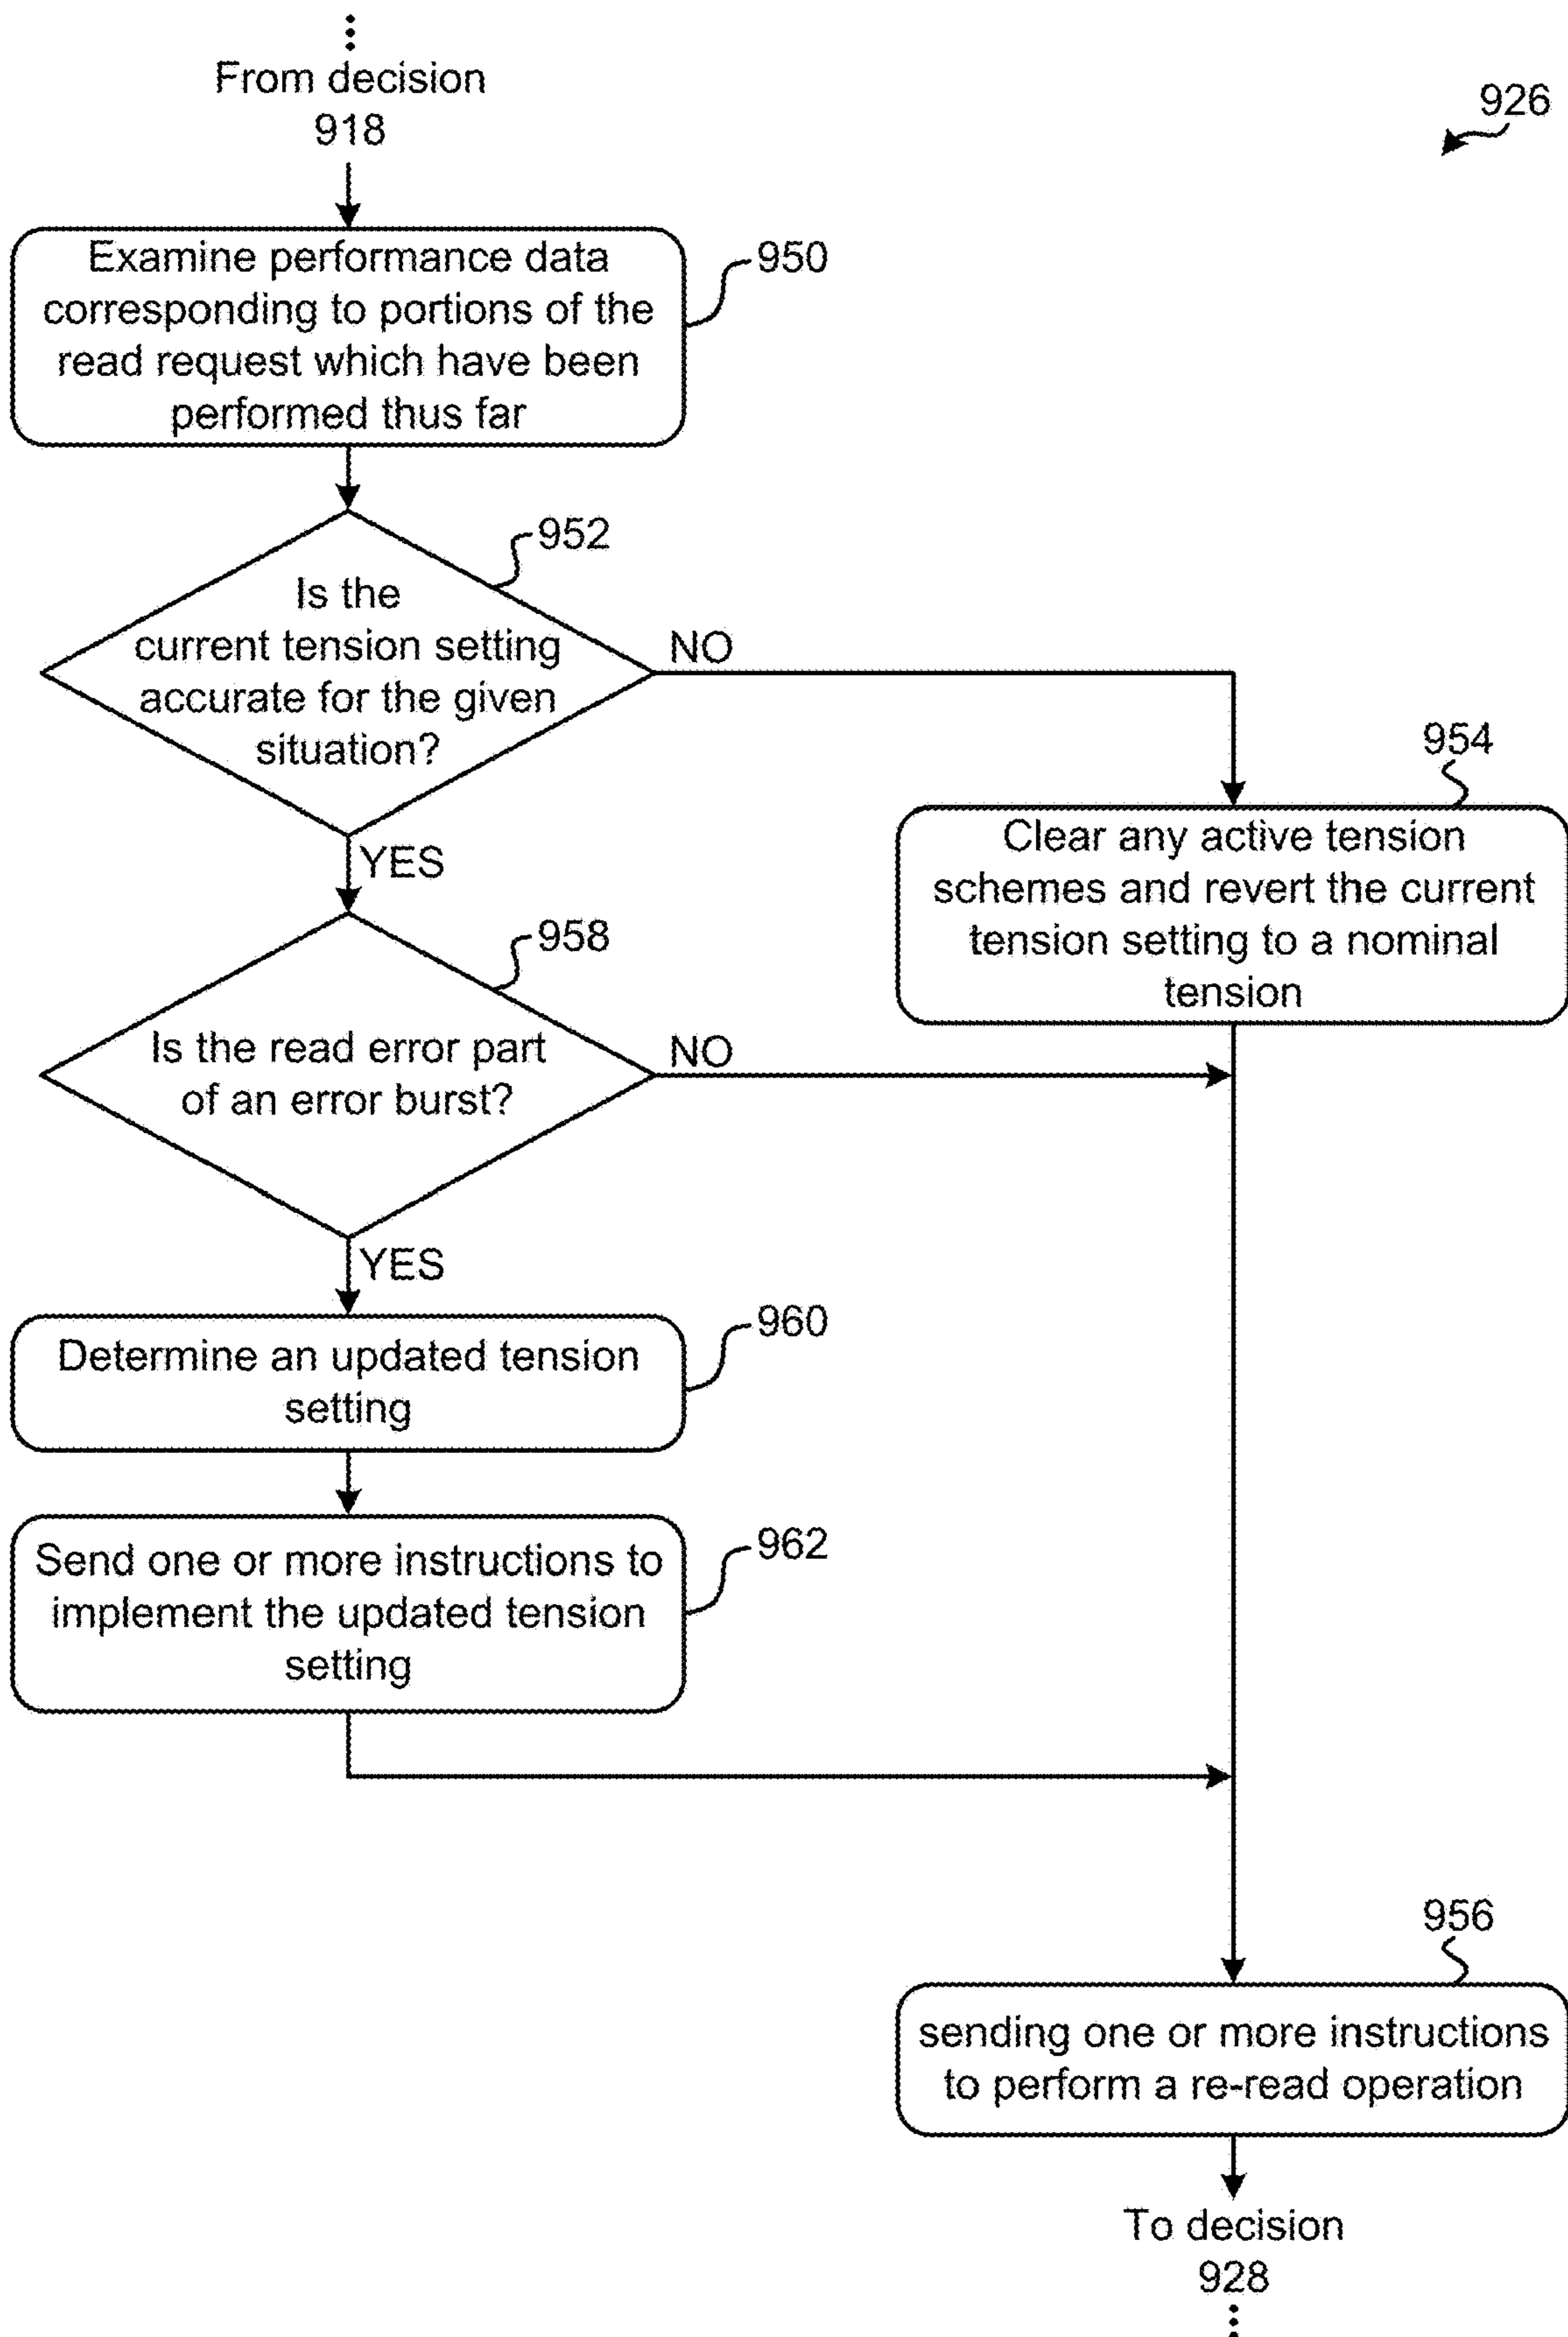 From decision
918
926
Examine performance data
corresponding to portions of the
read request which have been
performed thus far
950
952
Is the
current tension setting
accurate for the given
situation?
NO
YES
954
Clear any active tension
schemes and revert the current
tension setting to a nominal
tension
958
Is the read error part
of an error burst?
NO
YES
960
Determine an updated tension
setting
962
Send one or more instructions to
implement the updated tension
setting
956
sending one or more instructions
to perform a re-read operation
To decision
928